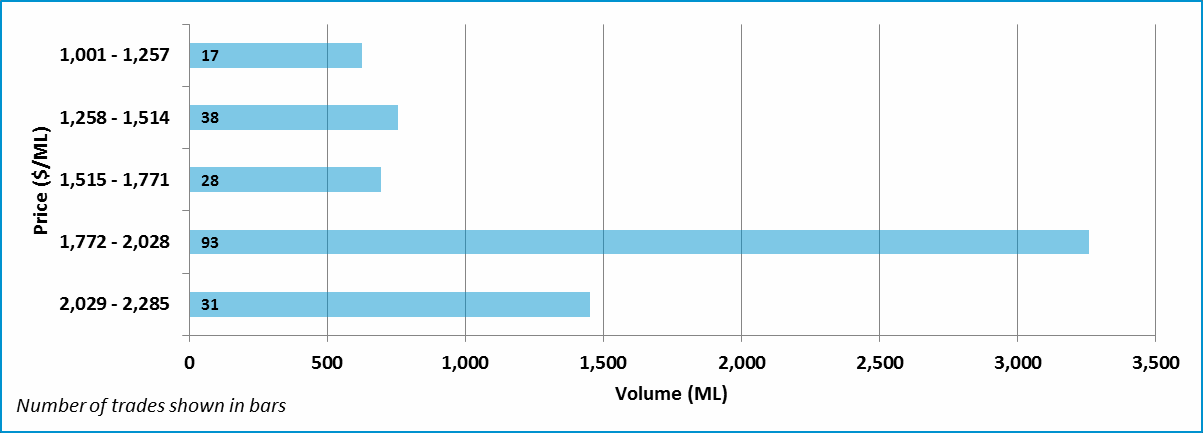 Price ($/ML)
1,001 - 1,257
17
1,258 - 1,514
38
1,515 - 1,771
28
1,772 - 2,028
93
2,029 - 2,285
31
0 500 1,000 1,500 2,000 2,500 3,000 3,500
Volume (ML)
Number of trades shown in bars